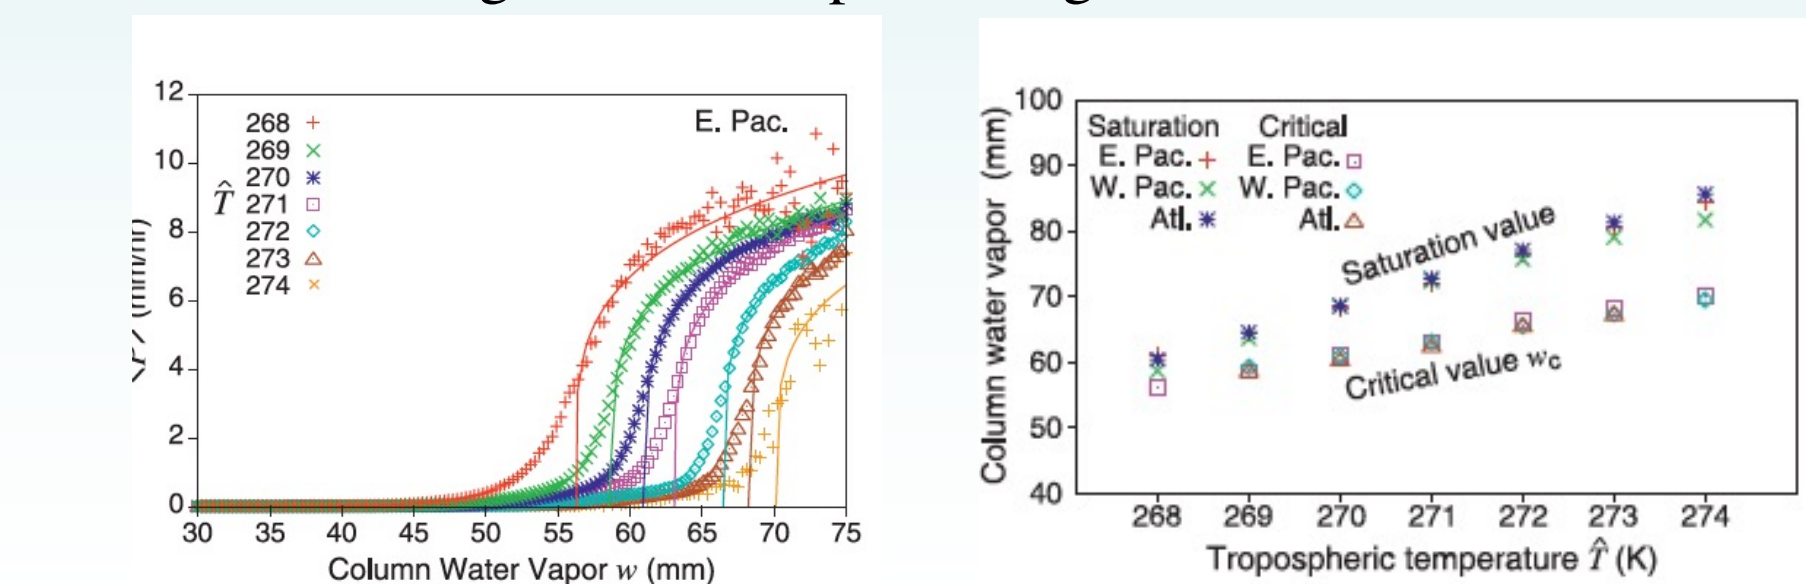 12
10
8
6
4
2
0
268
269
270
271
272
273
274
T̂
E. Pac.
30 35 40 45 50 55 60 65 70 75
Column Water Vapor w (mm)
100
90
80
70
60
50
40
Column water vapor (mm)
Saturation Critical
E. Pac. E. Pac.
W. Pac. W. Pac.
Atl. Atl.
Saturation value
Critical value wc
268 269 270 271 272 273 274
Tropospheric temperature T̂ (K)